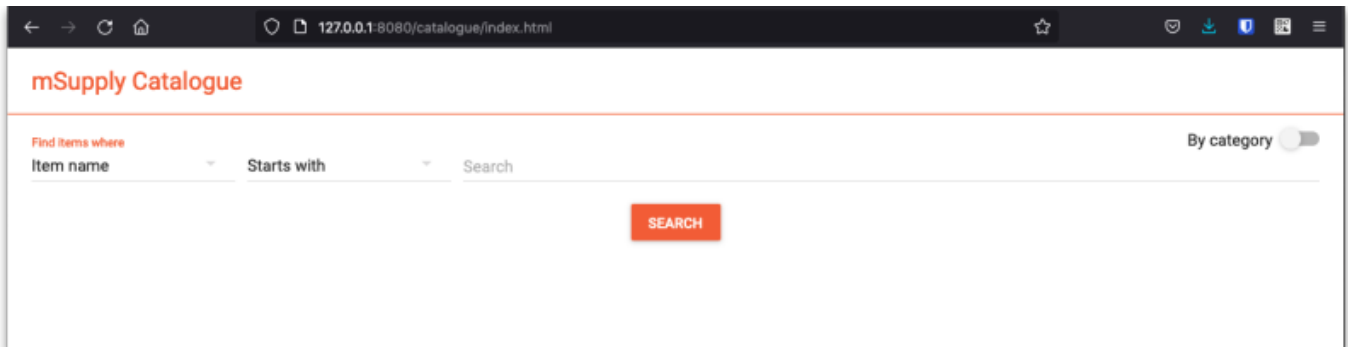 127.0.0.1:8080/catalogue/index.html
mSupply Catalogue
Find items where
By category
Item name Starts with Search
SEARCH